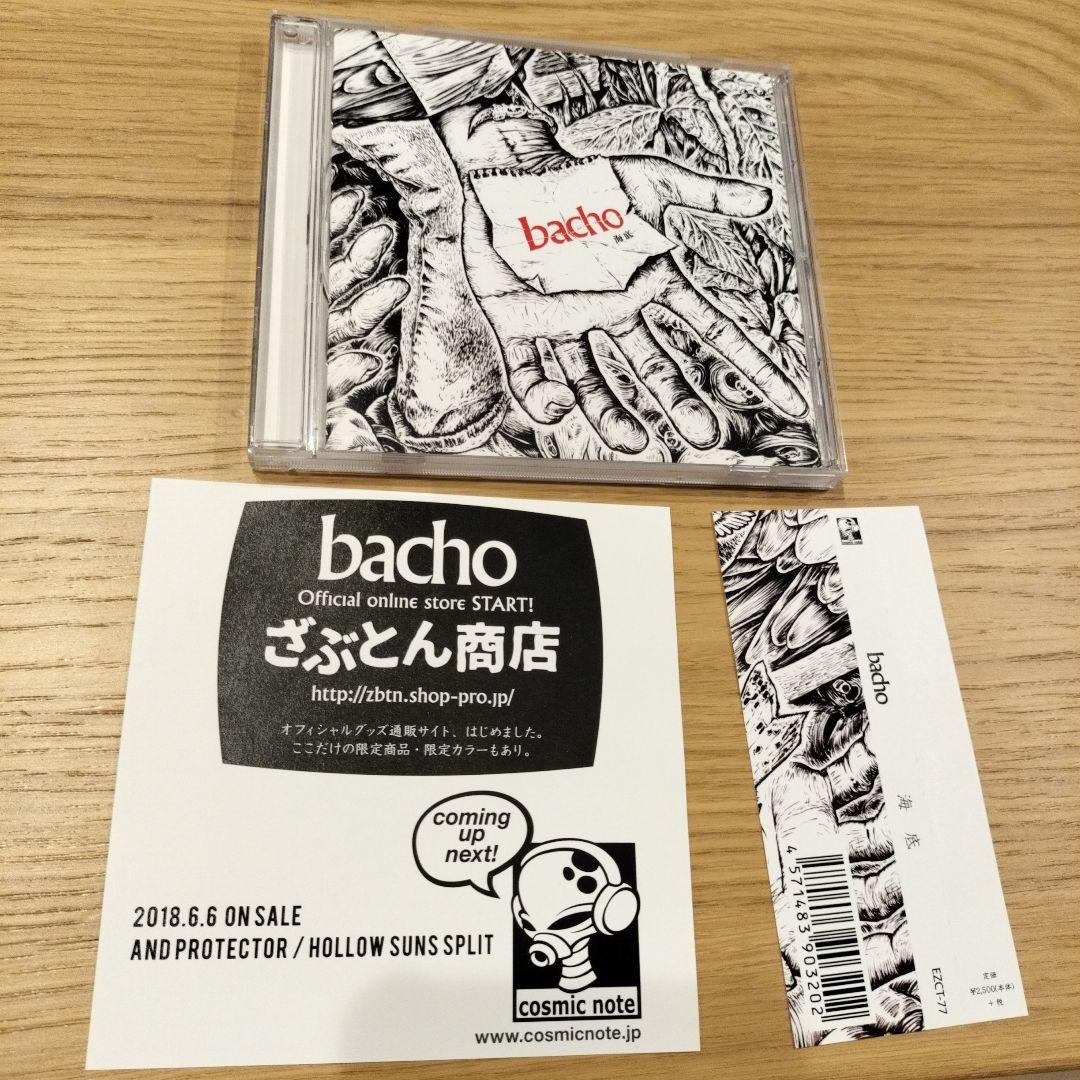 bacho
海底
bacho
Official online store START!
ざぶとん商店
http://zbtn.shop-pro.jp/
オフィシャルグッズ通販サイト、はじめました。
ここだけの限定商品・限定カラーもあり。
coming
up
next!
2018.6.6 ON SALE
AND PROTECTOR / HOLLOW SUNS SPLIT
cosmic note
www.cosmicnote.jp
bacho
海底
4571483903202
EZCT-77
定価
¥2,500(本体)
+税